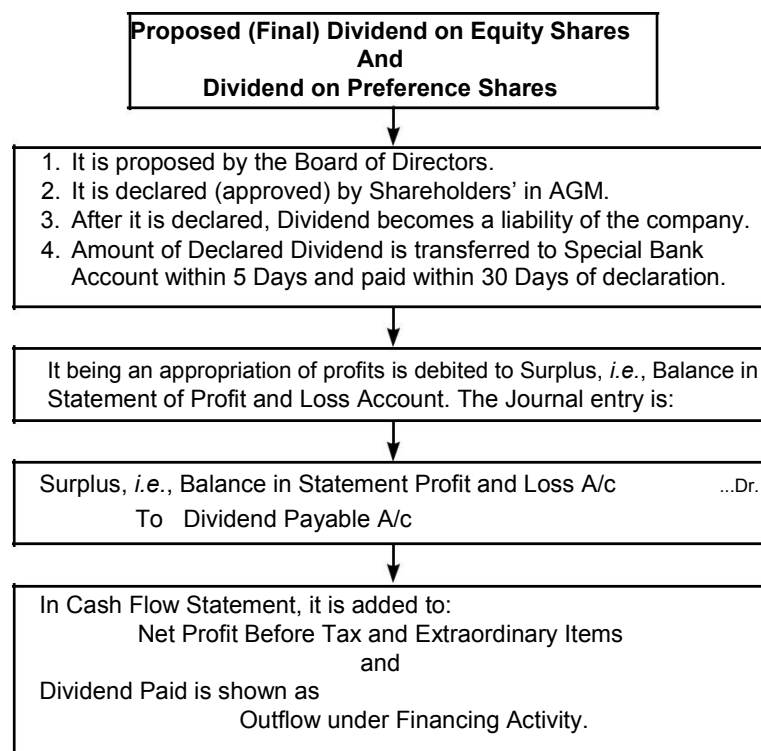 Proposed (Final) Dividend on Equity Shares
And
Dividend on Preference Shares
1. It is proposed by the Board of Directors.
2. It is declared (approved) by Shareholders’ in AGM.
3. After it is declared, Dividend becomes a liability of the company.
4. Amount of Declared Dividend is transferred to Special Bank
Account within 5 Days and paid within 30 Days of declaration.
It being an appropriation of profits is debited to Surplus, i.e., Balance in
Statement of Profit and Loss Account. The Journal entry is:
Surplus, i.e., Balance in Statement Profit and Loss A/c ...Dr.
To Dividend Payable A/c
In Cash Flow Statement, it is added to:
Net Profit Before Tax and Extraordinary Items
and
Dividend Paid is shown as
Outflow under Financing Activity.